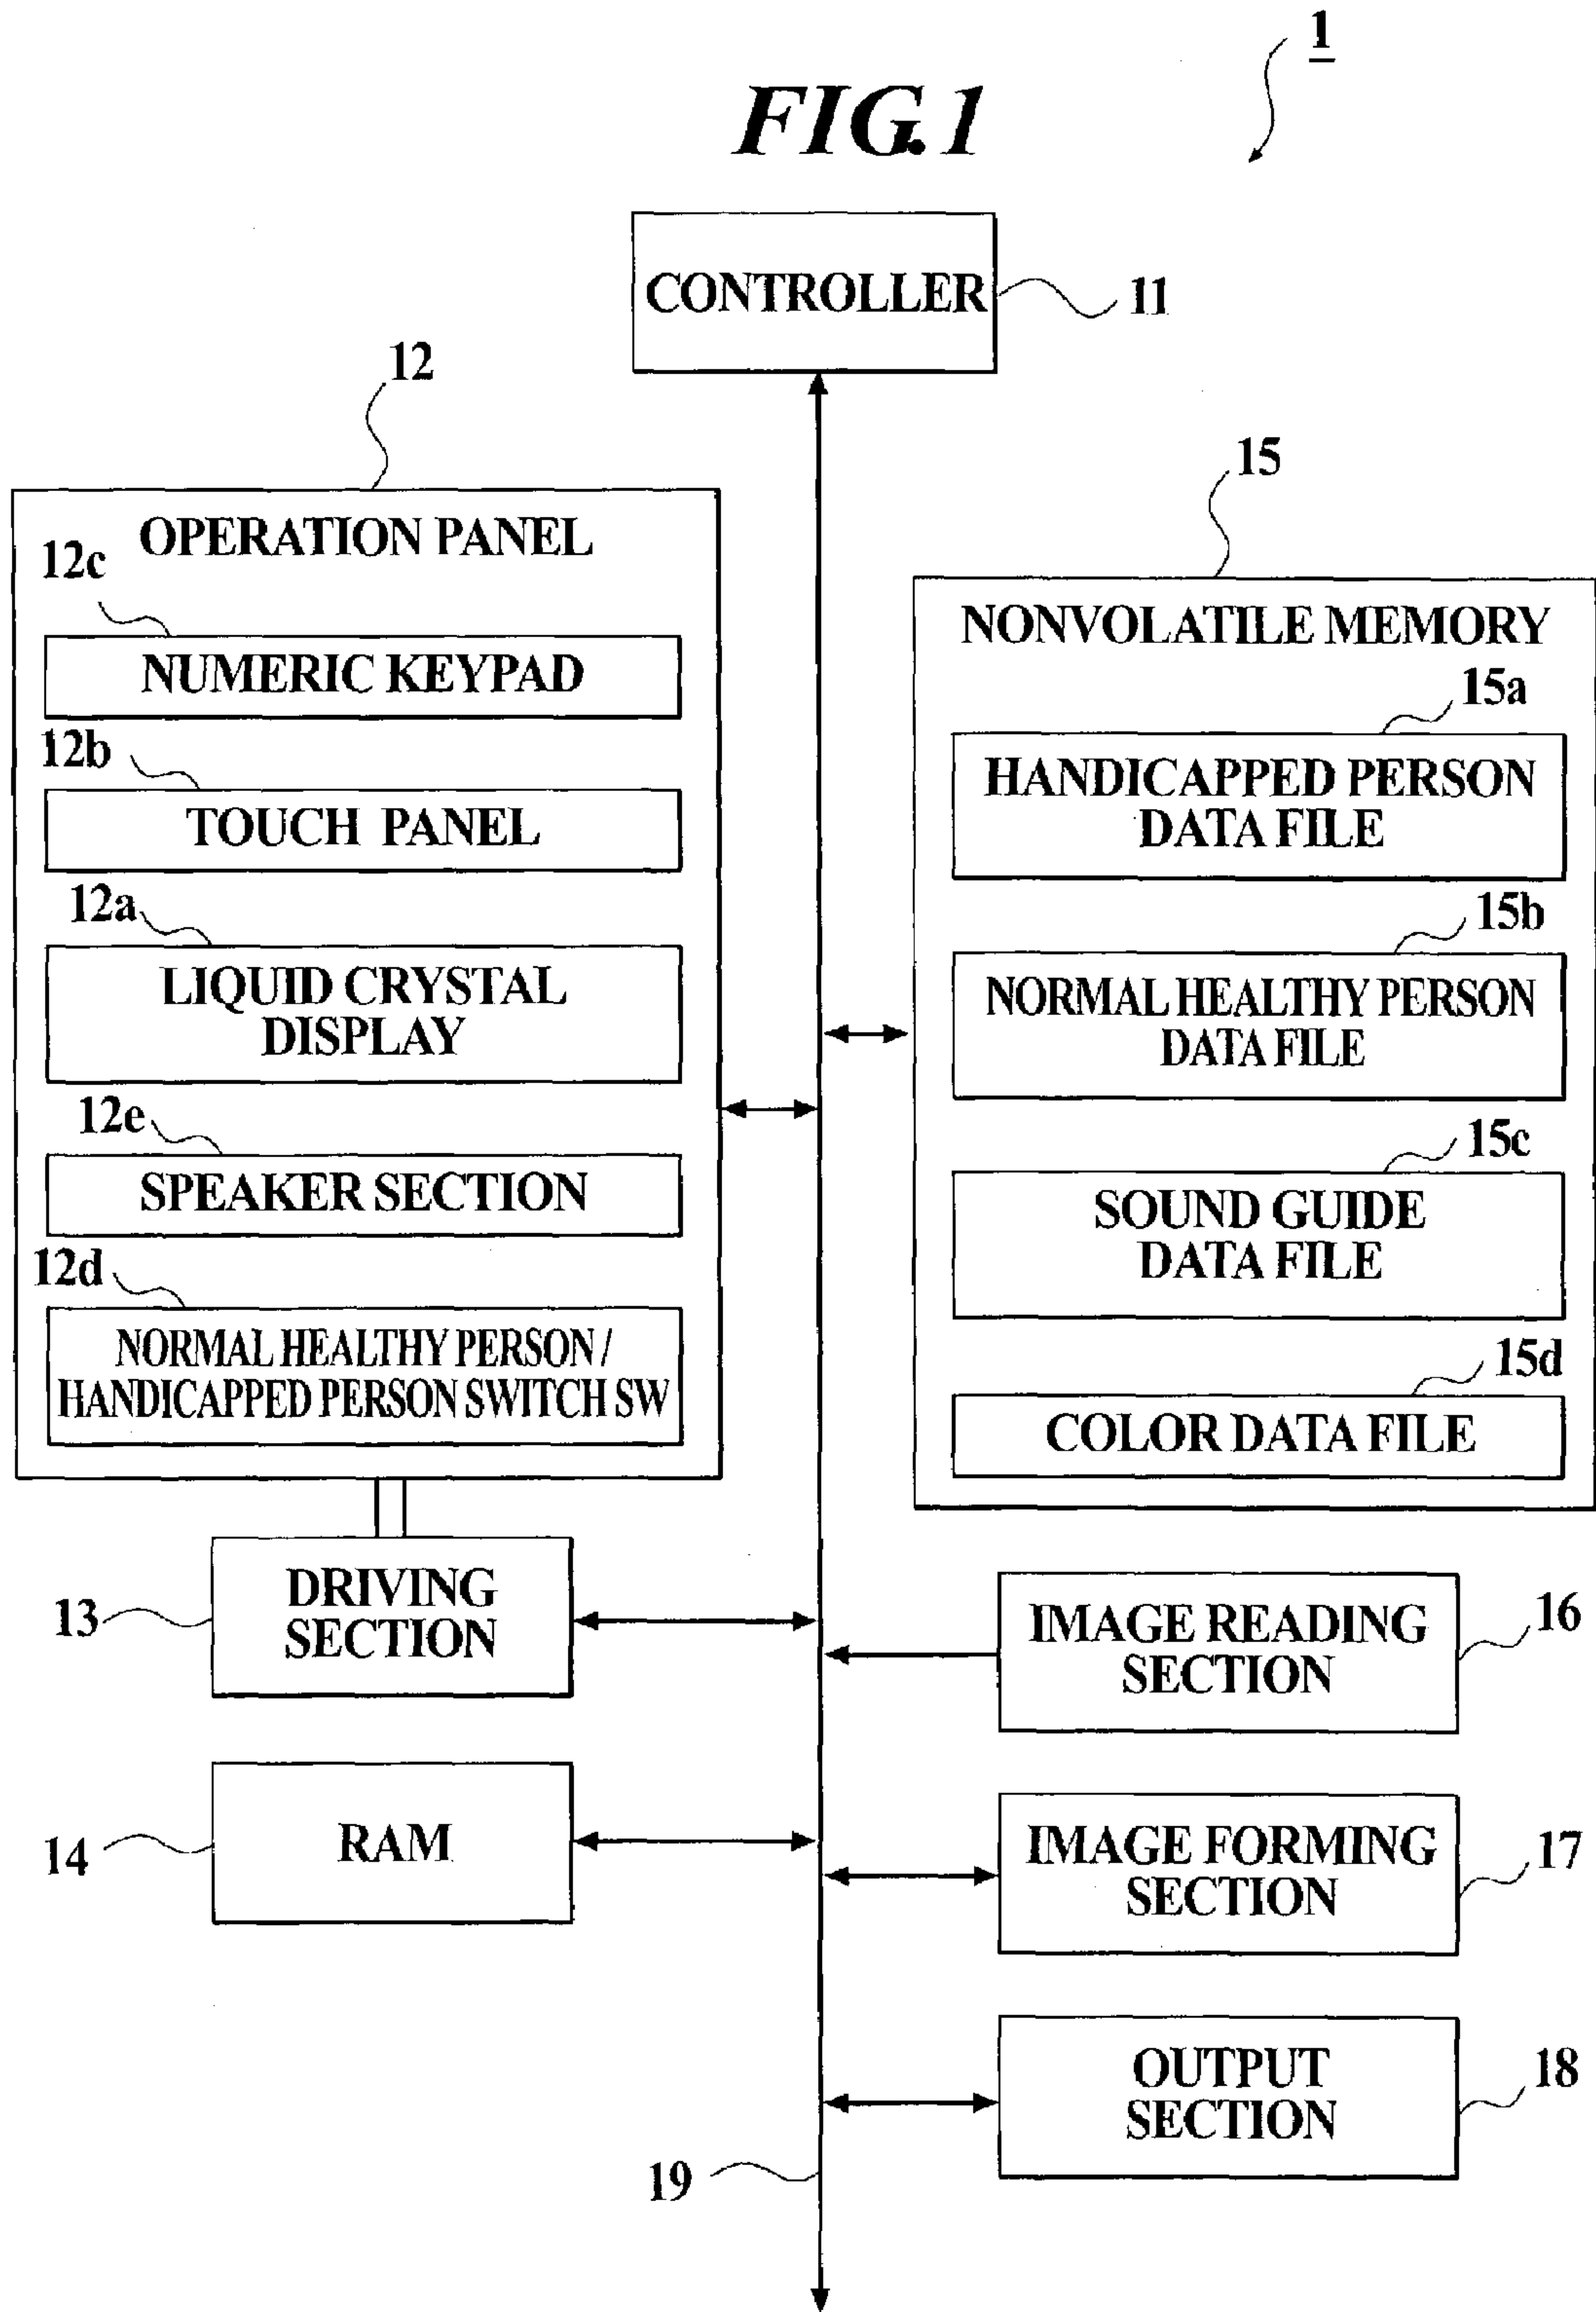 1
FIG. 1
CONTROLLER
11
12
OPERATION PANEL
12c
NUMERIC KEYPAD
12b
TOUCH PANEL
12a
LIQUID CRYSTAL
DISPLAY
12e
SPEAKER SECTION
12d
NORMAL HEALTHY PERSON /
HANDICAPPED PERSON SWITCH SW
15
NONVOLATILE MEMORY
15a
HANDICAPPED PERSON
DATA FILE
15b
NORMAL HEALTHY PERSON
DATA FILE
15c
SOUND GUIDE
DATA FILE
15d
COLOR DATA FILE
13
DRIVING
SECTION
14
RAM
16
IMAGE READING
SECTION
17
IMAGE FORMING
SECTION
18
OUTPUT
SECTION
19